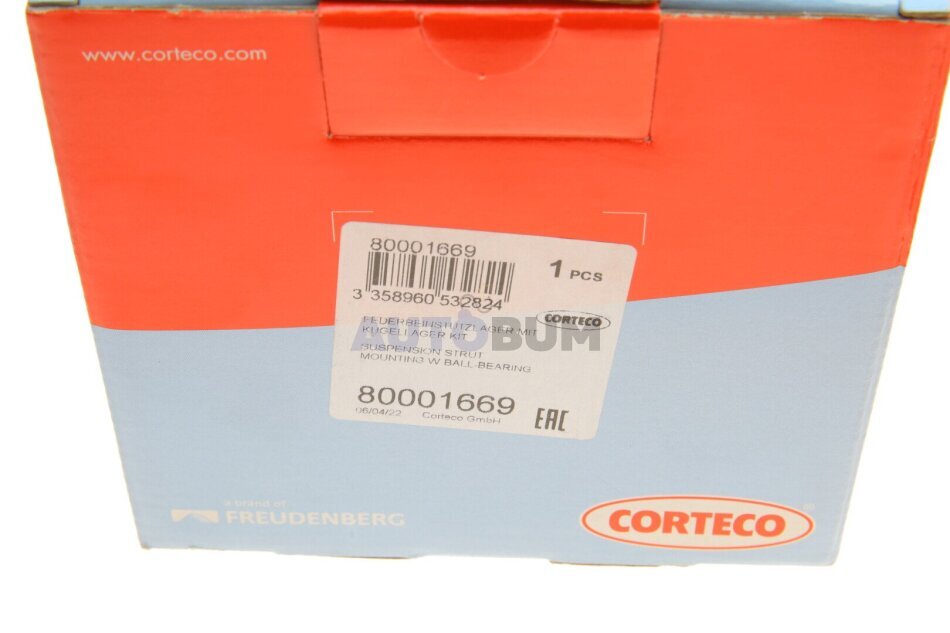 www.corteco.com
80001669
1 PCS
3 358960 532824
CORTECO
FEDERBEINSTÜTZLAGER MIT
KUGELLAGER KIT
AUTOBUM
SUSPENSION STRUT
MOUNTING W BALL-BEARING
80001669
06/04/22 Corteco GmbH
EAC
a brand of
FREUDENBERG
CORTECO®